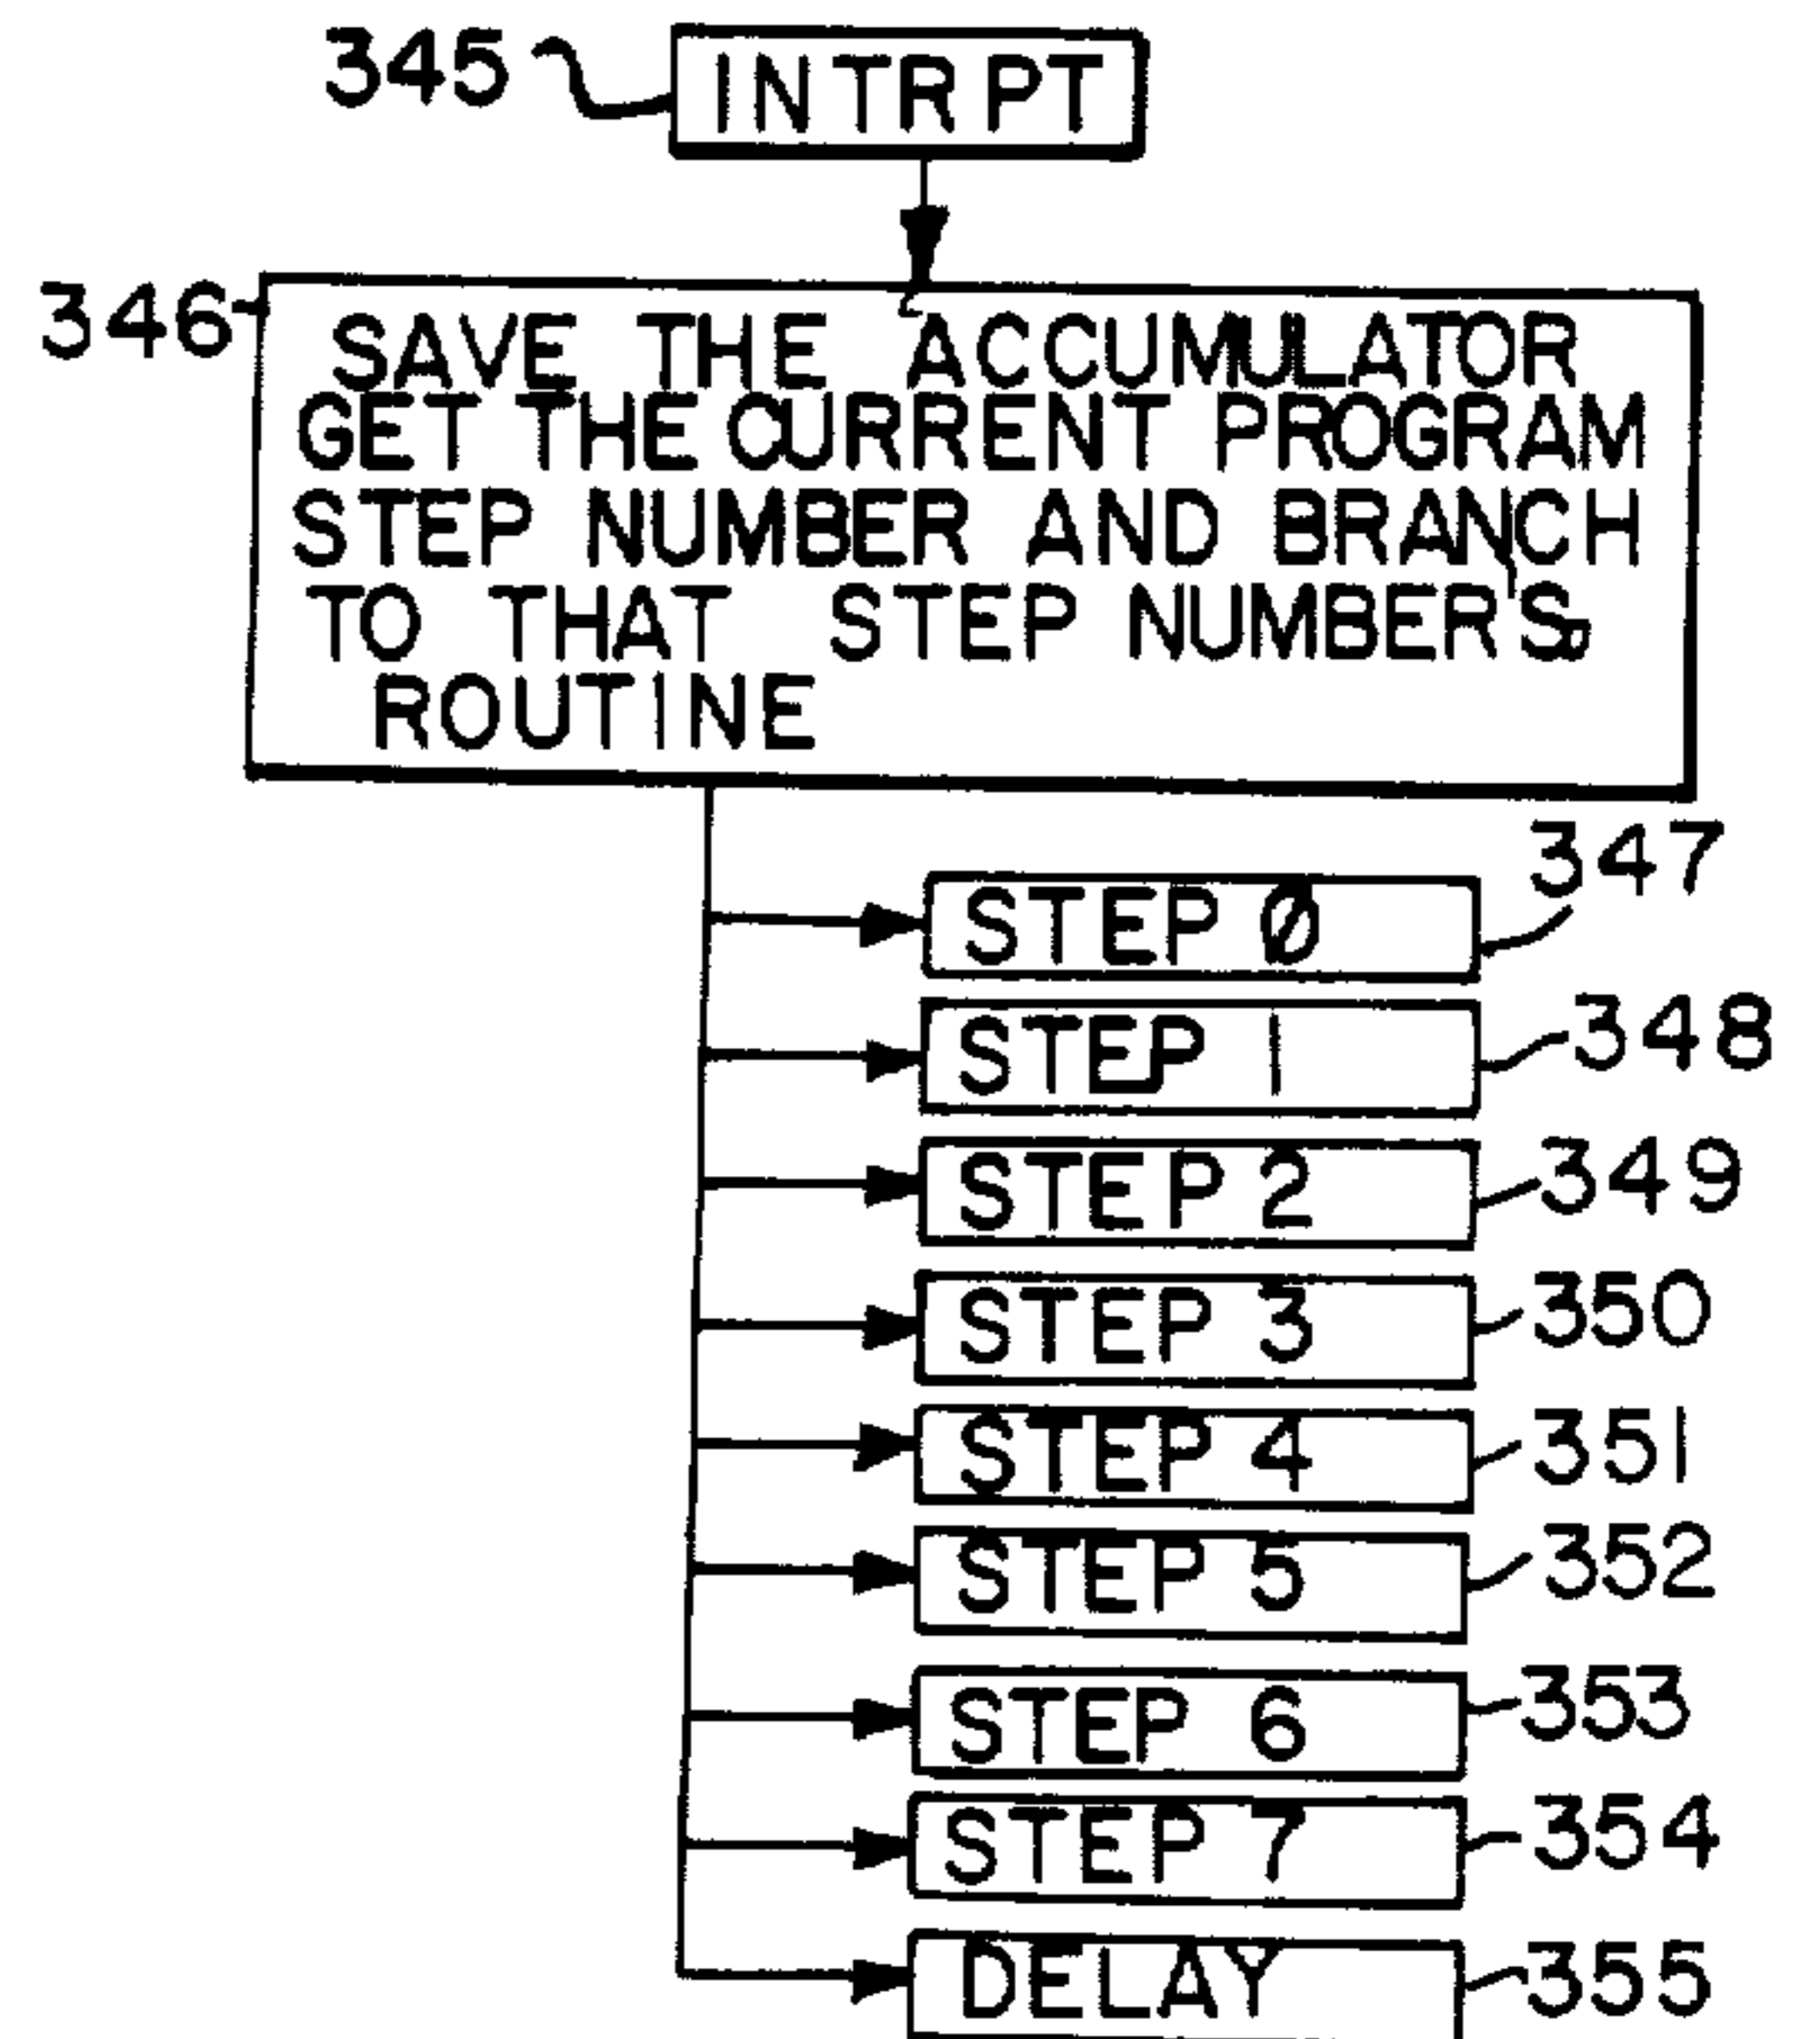 345 INTRPT
346 SAVE THE ACCUMULATOR
GET THE CURRENT PROGRAM
STEP NUMBER AND BRANCH
TO THAT STEP NUMBER'S
ROUTINE
347
STEP 0
STEP 1 348
STEP 2 349
STEP 3 350
STEP 4 351
STEP 5 352
STEP 6 353
STEP 7 354
DELAY 355